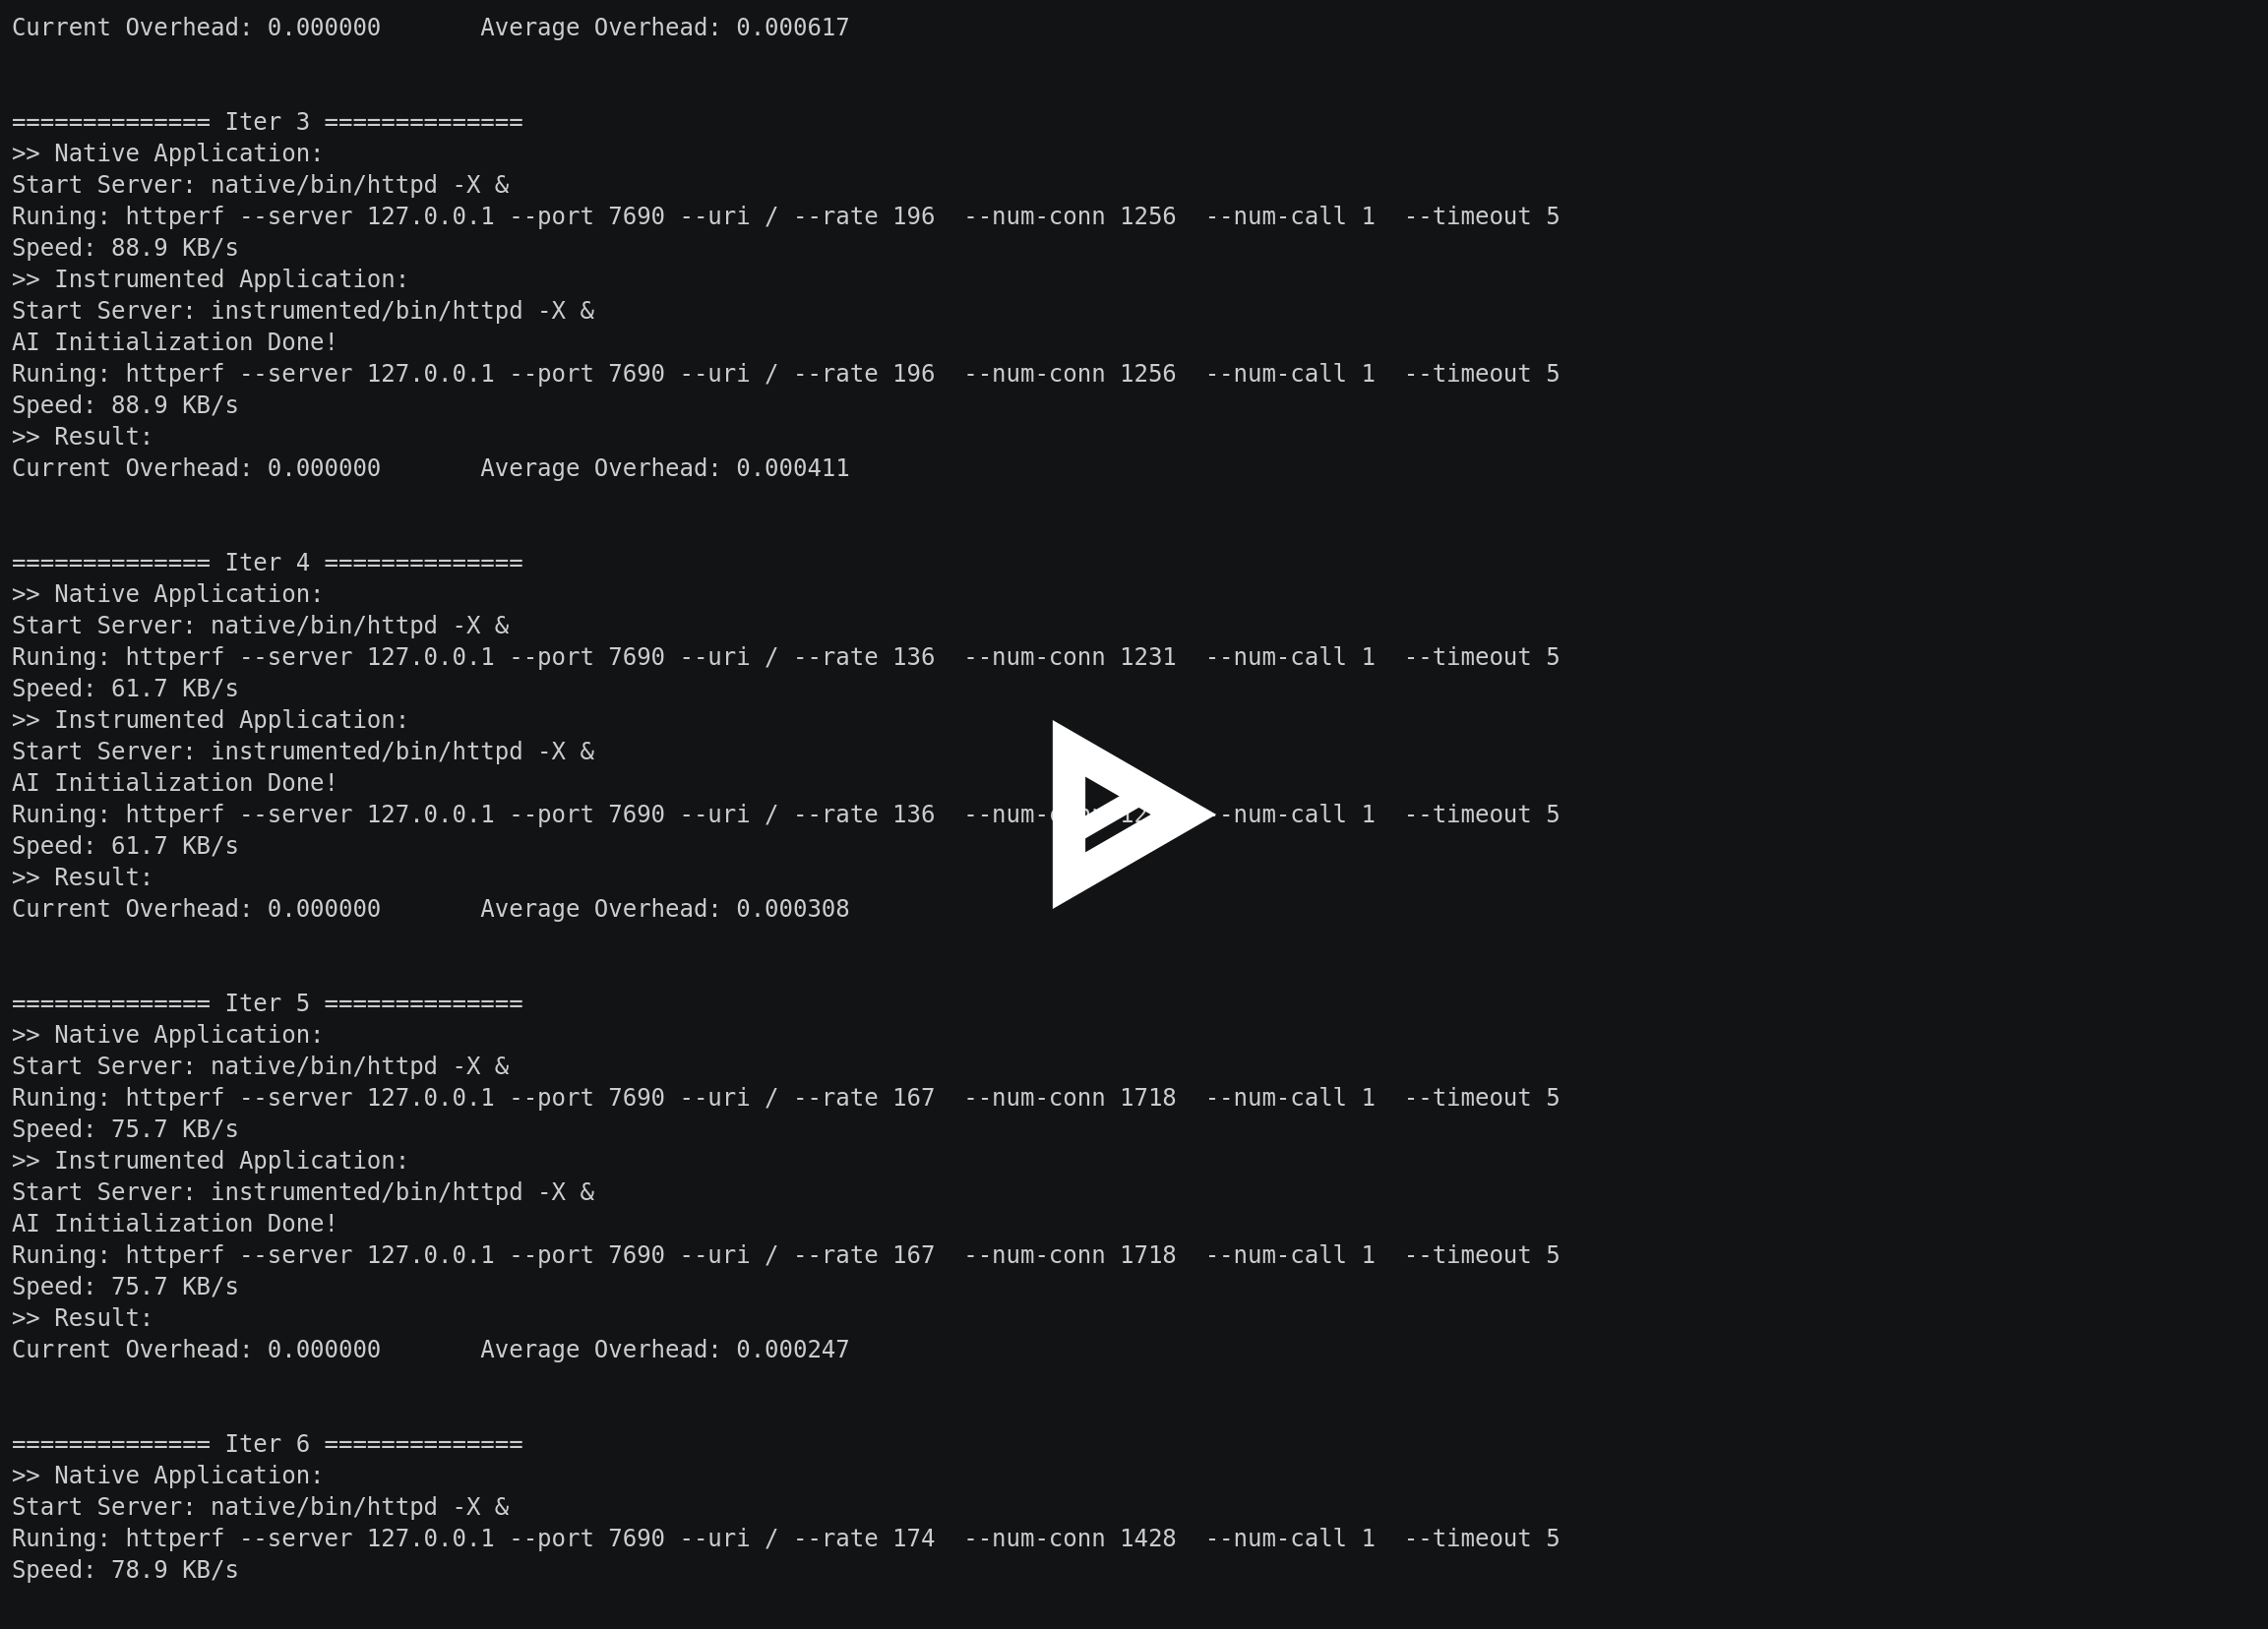 Current Overhead: 0.000000       Average Overhead: 0.000617
============== Iter 3 ==============
>> Native Application:
Start Server: native/bin/httpd -X &
Runing: httperf --server 127.0.0.1 --port 7690 --uri / --rate 196  --num-conn 1256  --num-call 1  --timeout 5
Speed: 88.9 KB/s
>> Instrumented Application:
Start Server: instrumented/bin/httpd -X &
AI Initialization Done!
Runing: httperf --server 127.0.0.1 --port 7690 --uri / --rate 196  --num-conn 1256  --num-call 1  --timeout 5
Speed: 88.9 KB/s
>> Result:
Current Overhead: 0.000000       Average Overhead: 0.000411
============== Iter 4 ==============
>> Native Application:
Start Server: native/bin/httpd -X &
Runing: httperf --server 127.0.0.1 --port 7690 --uri / --rate 136  --num-conn 1231  --num-call 1  --timeout 5
Speed: 61.7 KB/s
>> Instrumented Application:
Start Server: instrumented/bin/httpd -X &
AI Initialization Done!
Runing: httperf --server 127.0.0.1 --port 7690 --uri / --rate 136  --num-call 1  --timeout 5
Speed: 61.7 KB/s
>> Result:
Current Overhead: 0.000000       Average Overhead: 0.000308
============== Iter 5 ==============
>> Native Application:
Start Server: native/bin/httpd -X &
Runing: httperf --server 127.0.0.1 --port 7690 --uri / --rate 167  --num-conn 1718  --num-call 1  --timeout 5
Speed: 75.7 KB/s
>> Instrumented Application:
Start Server: instrumented/bin/httpd -X &
AI Initialization Done!
Runing: httperf --server 127.0.0.1 --port 7690 --uri / --rate 167  --num-conn 1718  --num-call 1  --timeout 5
Speed: 75.7 KB/s
>> Result:
Current Overhead: 0.000000       Average Overhead: 0.000247
============== Iter 6 ==============
>> Native Application:
Start Server: native/bin/httpd -X &
Runing: httperf --server 127.0.0.1 --port 7690 --uri / --rate 174  --num-conn 1428  --num-call 1  --timeout 5
Speed: 78.9 KB/s